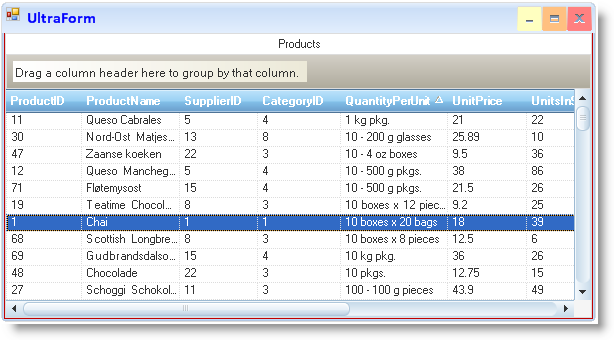 UltraForm
Products
Drag a column header here to group by that column.
ProductID ProductName SupplierID CategoryID QuantityPerUnit UnitPrice UnitsInS
11 Queso Cabrales 5 4 1 kg pkg. 21 22
30 Nord-Ost Matjes... 13 8 10 - 200 g glasses 25.89 10
47 Zaanse koeken 22 3 10 - 4 oz boxes 9.5 36
12 Queso Mancheg... 5 4 10 - 500 g pkgs. 38 86
71 Fløtemysost 15 4 10 - 500 g pkgs. 21.5 26
19 Teatime Chocol... 8 3 10 boxes x 12 piec... 9.2 25
1 Chai 1 1 10 boxes x 20 bags 18 39
68 Scottish Longbre... 8 3 10 boxes x 8 pieces 12.5 6
69 Gudbrandsdalso... 15 4 10 kg pkg. 36 26
48 Chocolade 22 3 10 pkgs. 12.75 15
27 Schoggi Schokol... 11 3 100 - 100 g pieces 43.9 49